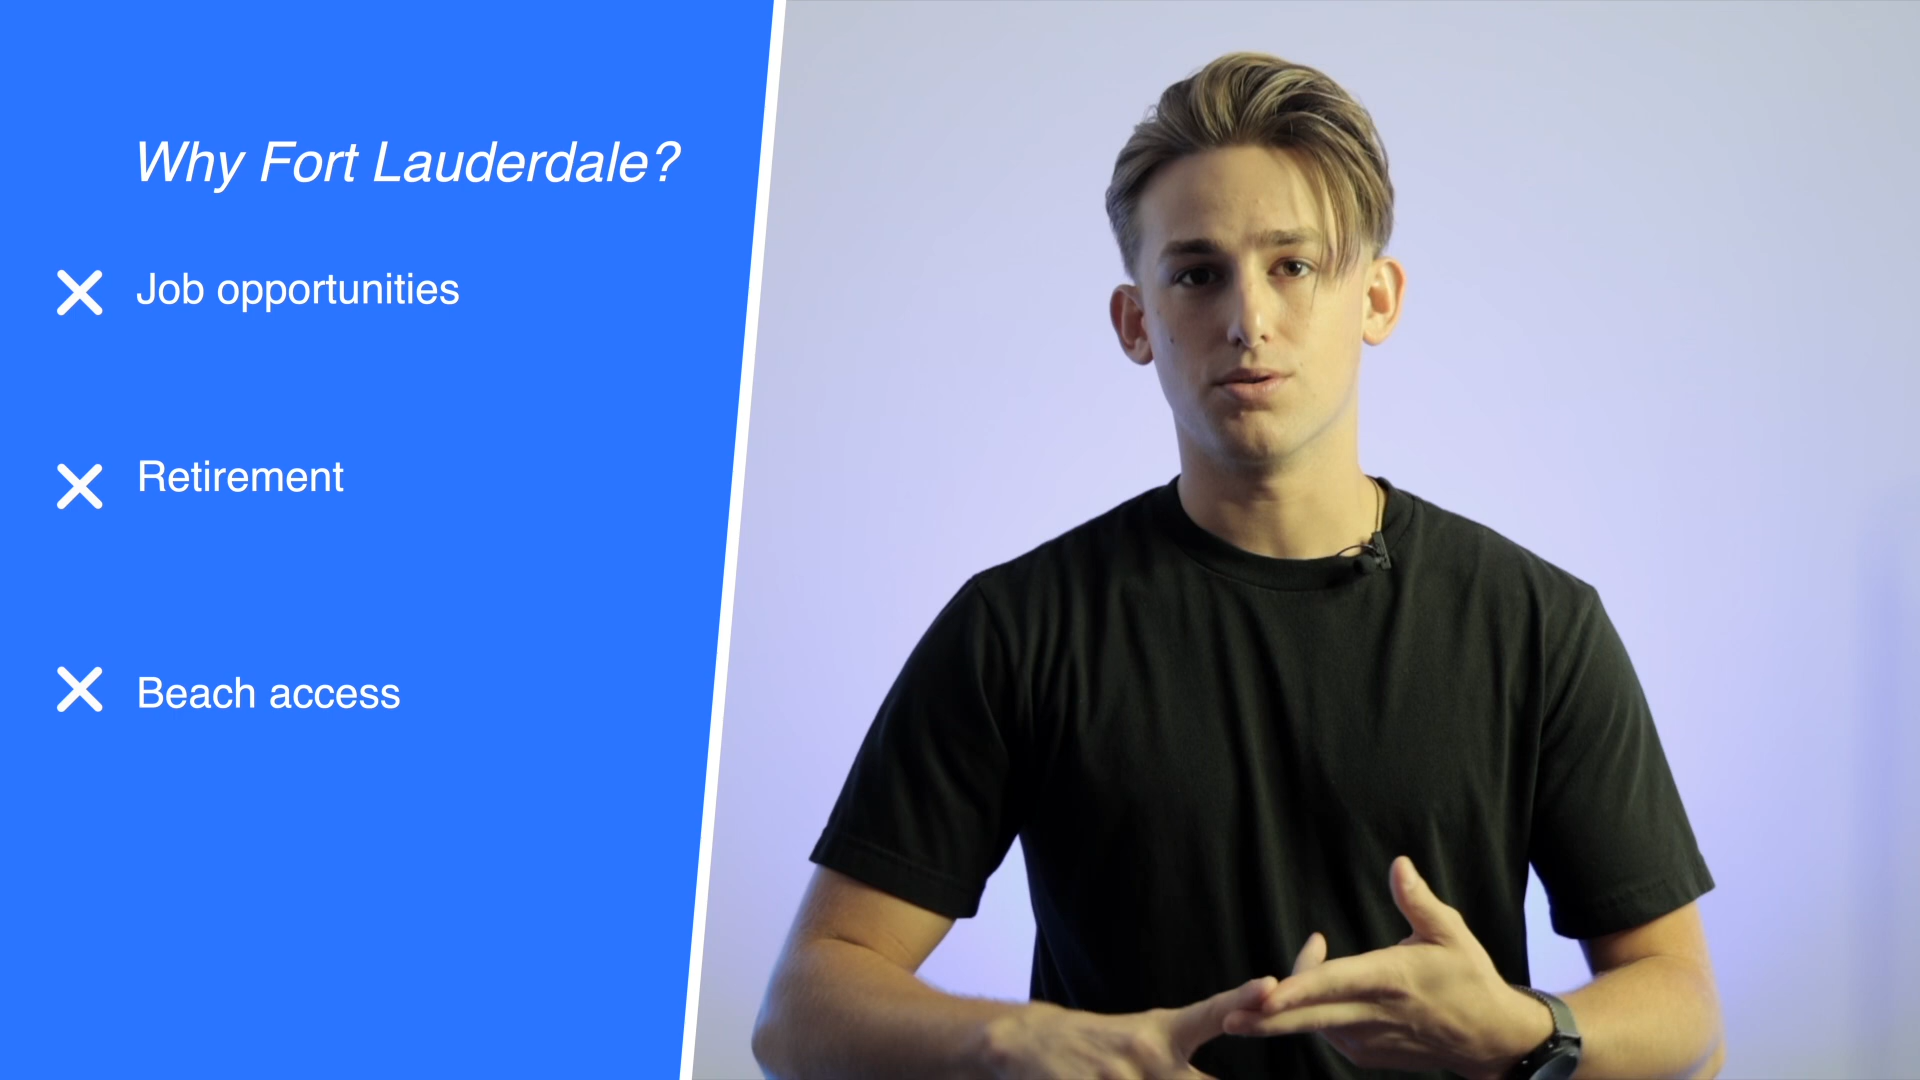 Why Fort Lauderdale?
Job opportunities
Retirement
Beach access